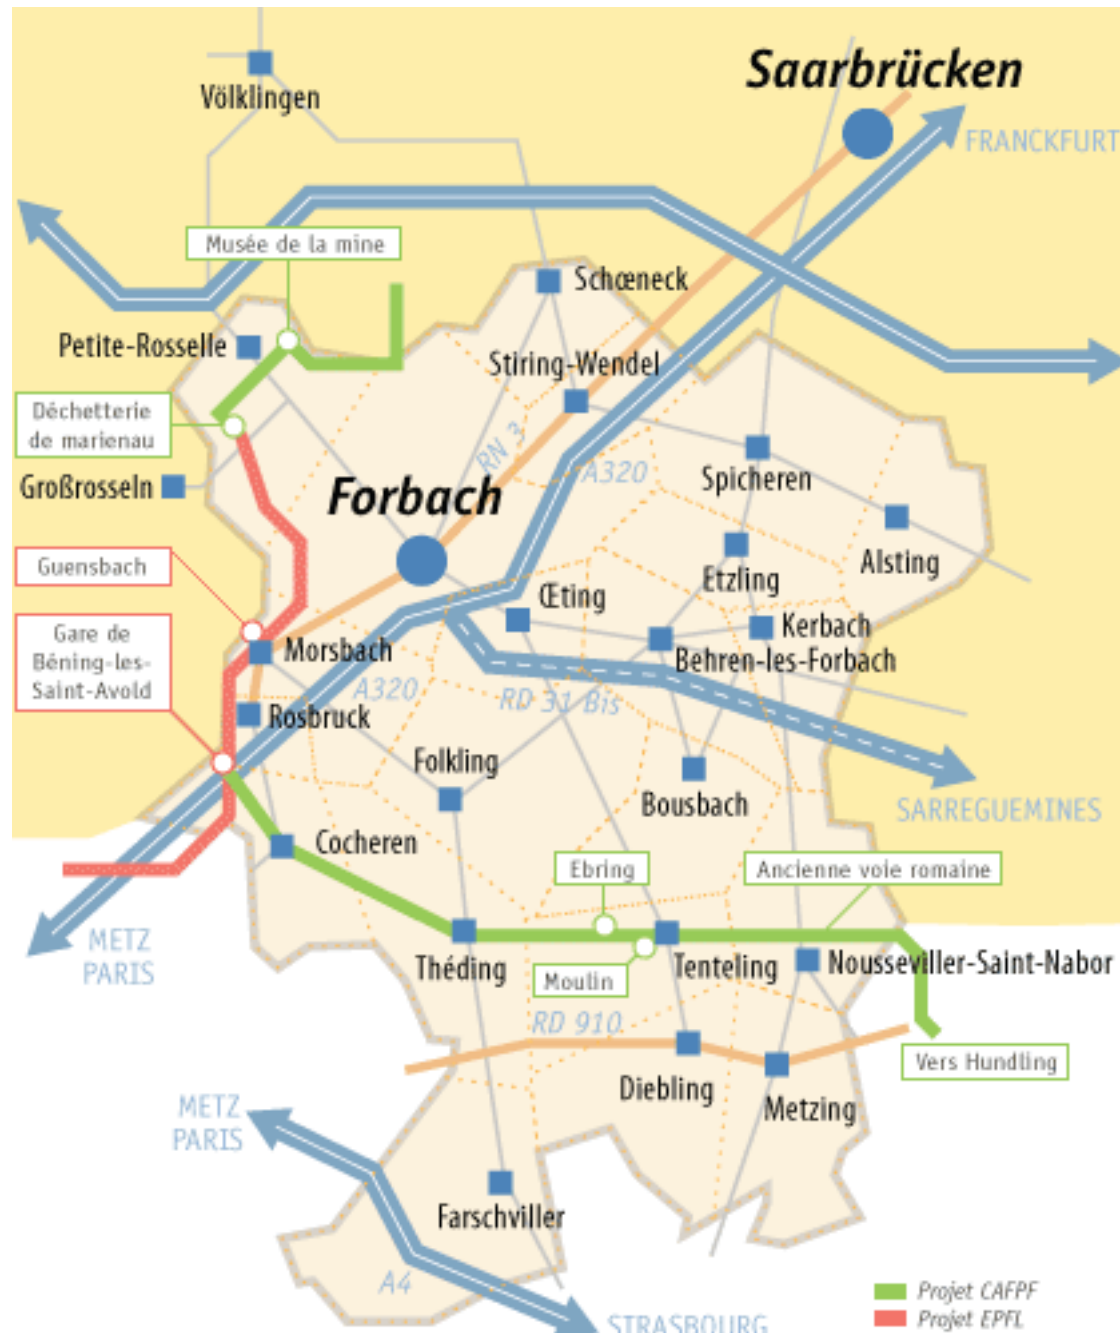 Saarbrücken
Völklingen
FRANCKFURT
Musée de la mine
Schœneck
Petite-Rosselle
Stiring-Wendel
Déchetterie
de marienau
RN 3
A320
Spicheren
Großrosseln
Forbach
Alsting
Etzling
Guensbach
Œting
Kerbach
Gare de
Béning-les-
Saint-Avold
Morsbach
Behren-les-Forbach
A320
RD 31 Bis
Rosbruck
Folkling
Bousbach
SARREGUEMINES
Cocheren
Ebring
Ancienne voie romaine
METZ
PARIS
Théding
Moulin
Tenteling
Nousseviller-Saint-Nabor
RD 910
Vers Hundling
Diebling
Metzing
METZ
PARIS
Farschviller
A4
STRASBOURG
Projet CAFPF
Projet EPFL